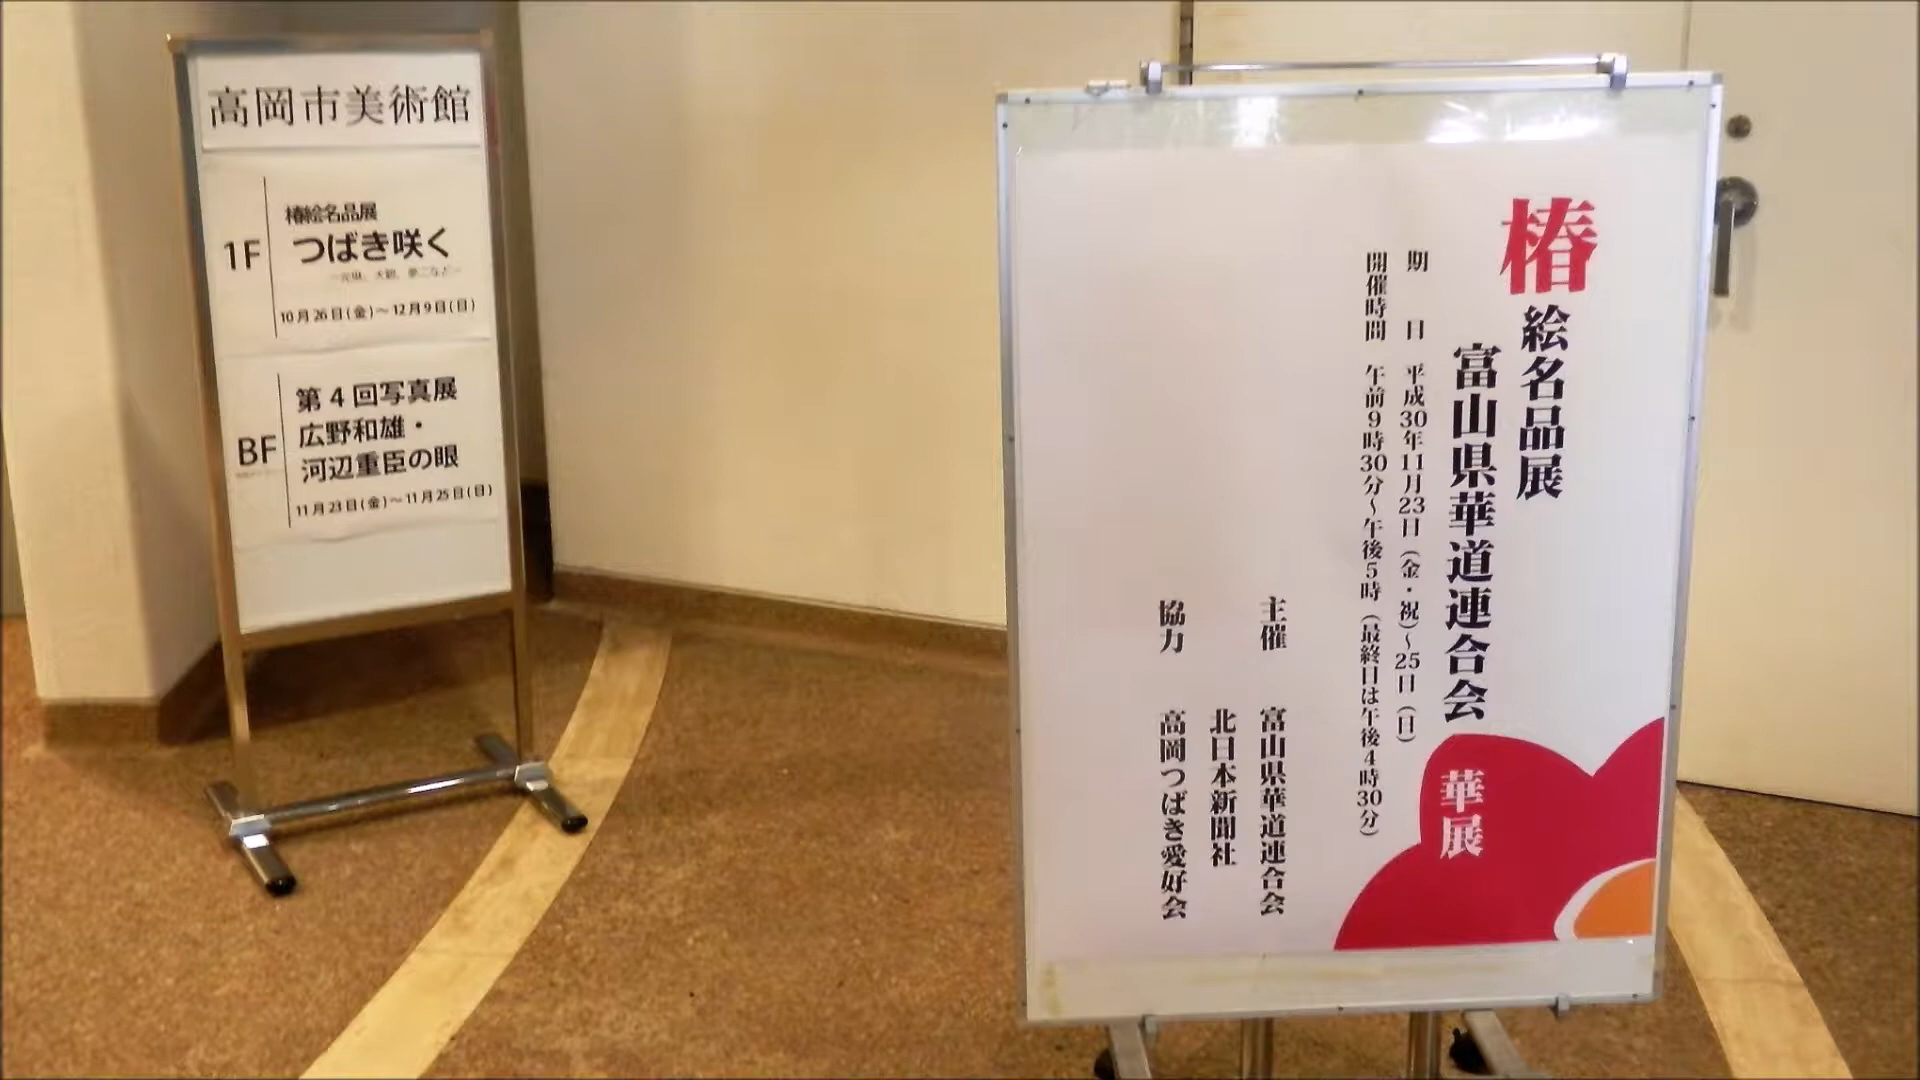 高岡市美術館
1F
椿絵名品展
つばき咲く
10月26日(金)～12月9日(日)
BF
第4回写真展
広野和雄・
河辺重臣の眼
11月23日(金)～11月25日(日)
椿絵名品展
富山県華道連合会
華展
期日 平成30年11月23日(金・祝)～25日(日)
開催時間 午前9時30分～午後5時(最終日は午後4時30分)
主催 富山県華道連合会
北日本新聞社
協力 高岡つばき愛好会